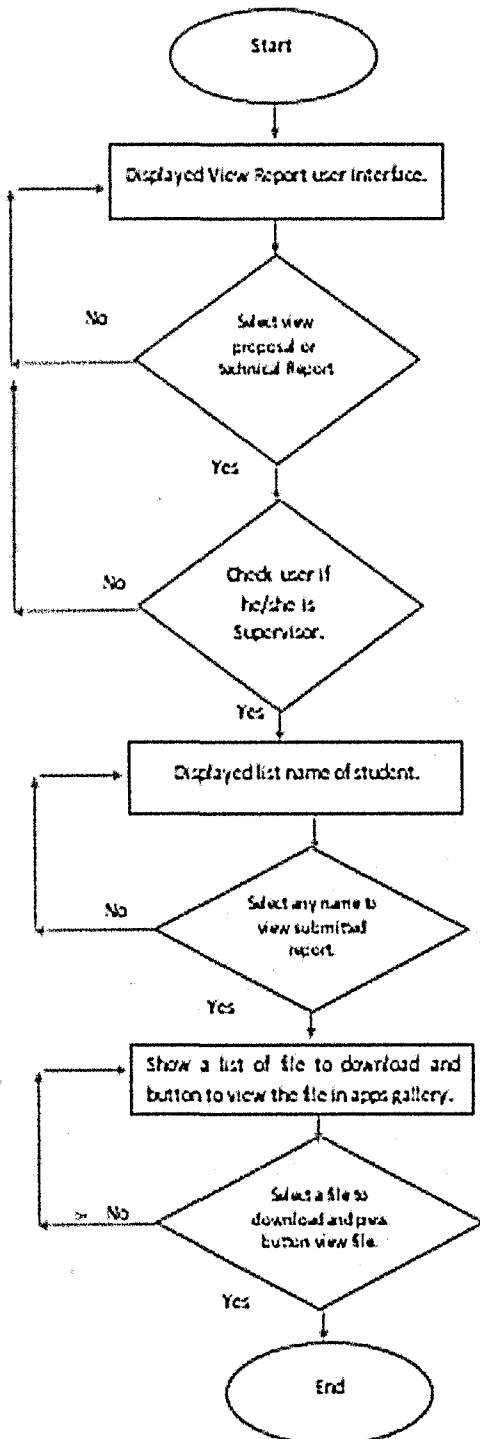 Start
Displayed View Report user interface.
No
Select view
proposal or
technical Report
Yes
No
Check user if
he/she is
Supervisor.
Yes
Displayed list name of student.
No
Select any name to
view submitted
report.
Yes
Show a list of file to download and
button to view the file in apps gallery.
No
Select a file to
download and
button view file.
Yes
End